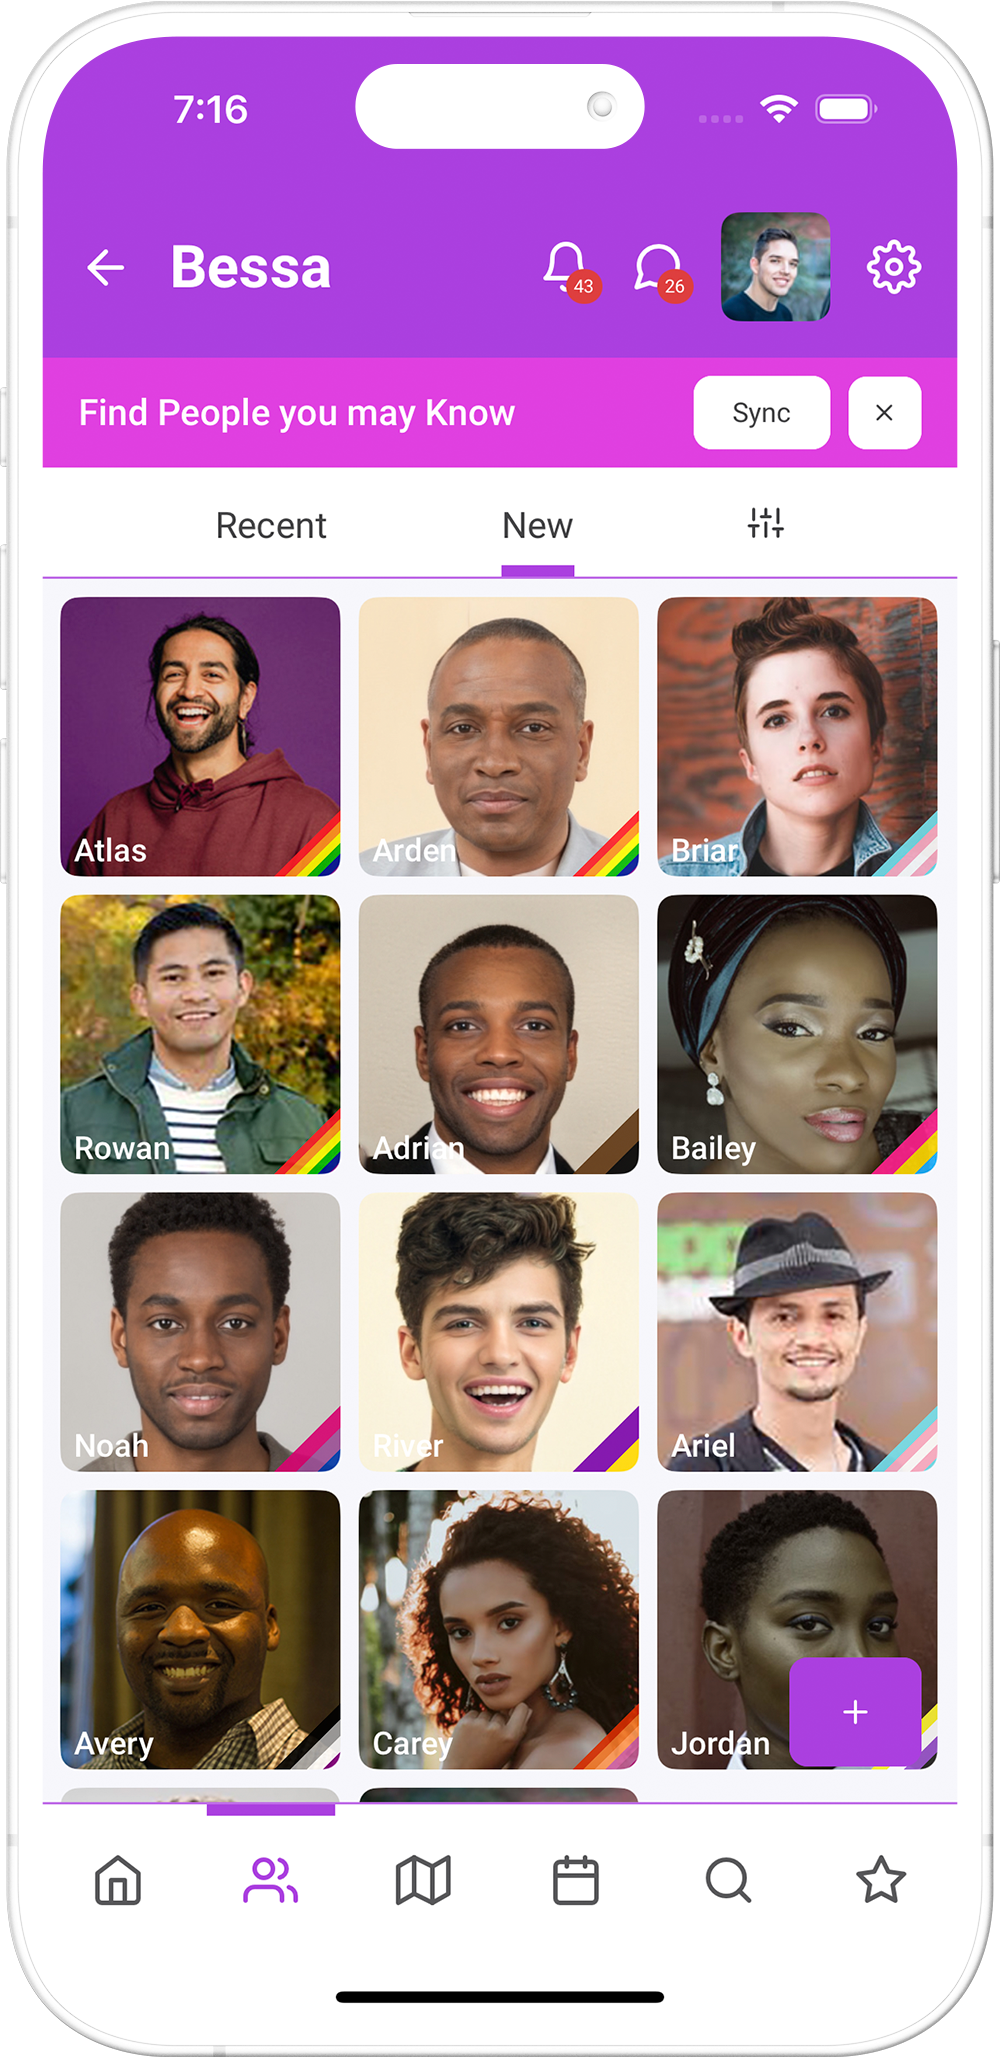 7:16
Bessa
43
26
Find People you may Know
Sync
Recent
New
Atlas
Arden
Briar
Rowan
Adrian
Bailey
Noah
River
Ariel
Avery
Carey
Jordan